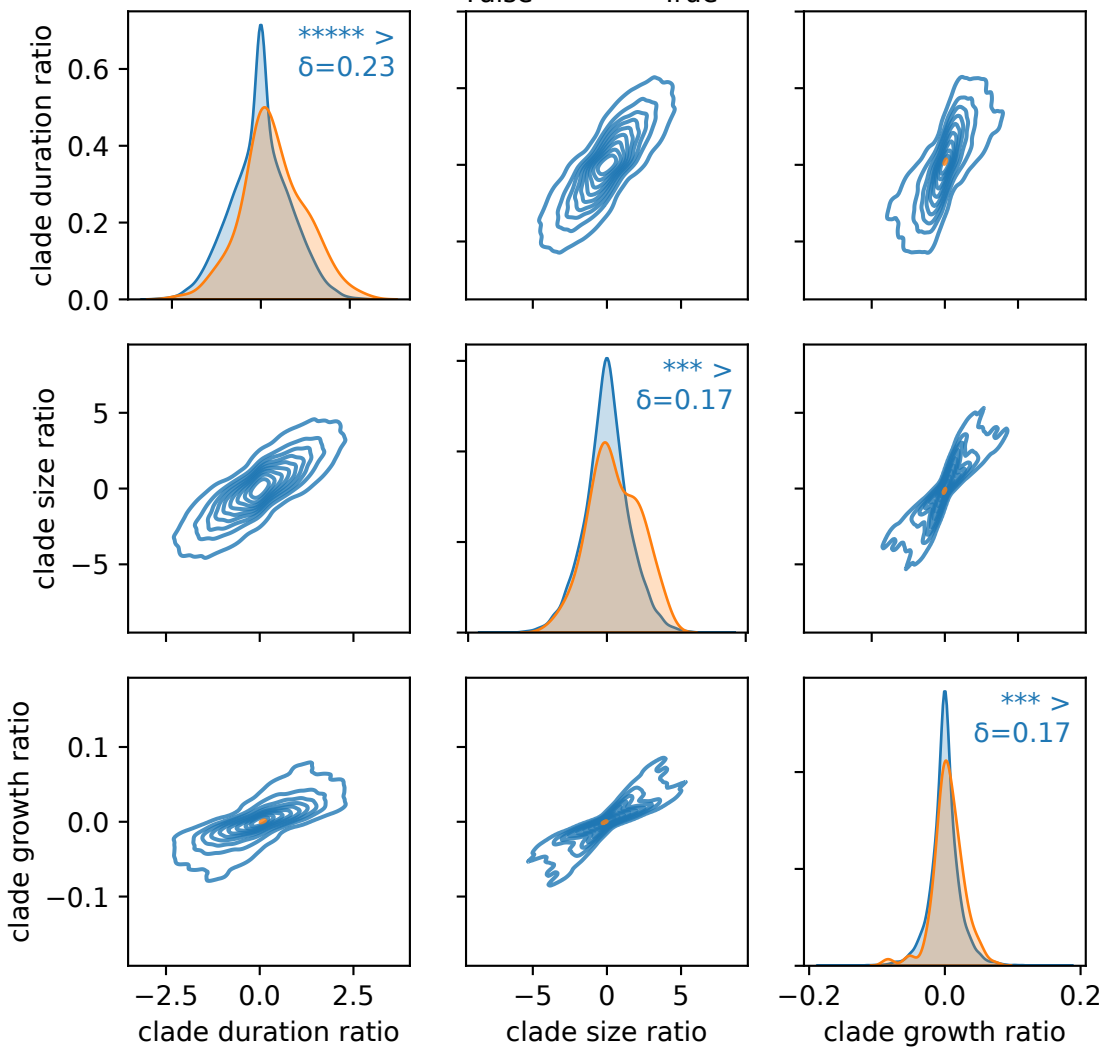 ***** >
δ=0.23
clade duration ratio
0.6
0.4
0.2
0.0
*** >
δ=0.17
clade size ratio
5
0
−5
*** >
δ=0.17
clade growth ratio
0.1
0.0
−0.1
−2.5 0.0 2.5 −5 0 5 −0.2 0.0 0.2
clade duration ratio clade size ratio clade growth ratio